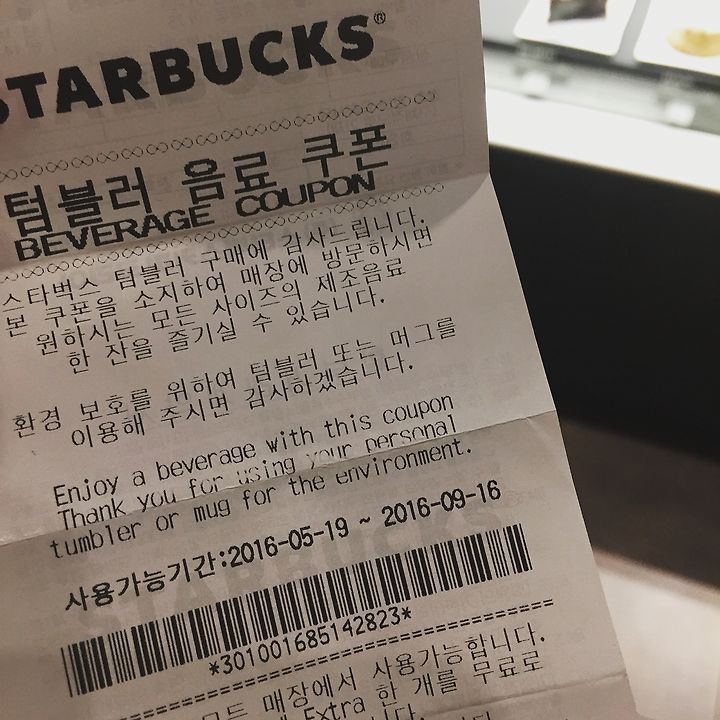 STARBUCKS®
텀블러 음료 쿠폰
BEVERAGE COUPON
스타벅스 텀블러 구매에 감사드립니다.
본 쿠폰을 소지하여 매장에 방문하시면
원하시는 모든 사이즈의 제조음료
한 잔을 즐기실 수 있습니다.
환경 보호를 위하여 텀블러 또는 머그를
이용해 주시면 감사하겠습니다.
Enjoy a beverage with this coupon
Thank you for using your personal
tumbler or mug for the environment.
사용가능기간:2016-05-19 ~ 2016-09-16
*301001685142823*
모든 매장에서 사용가능합니다.
Extra 한 개를 무료로